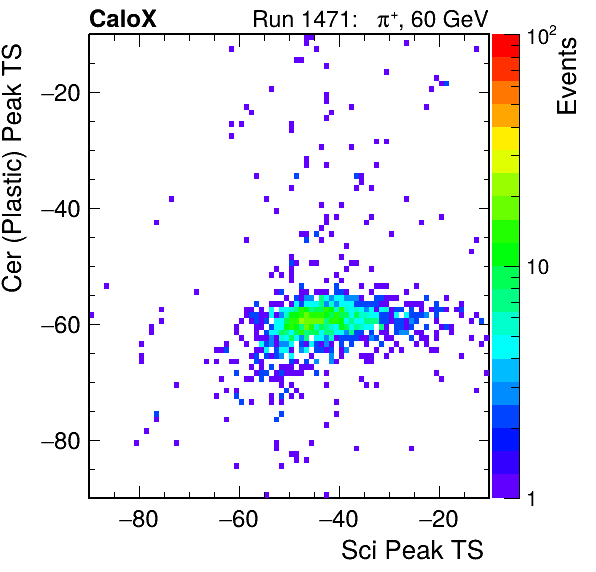 CaloX Run 1471: π⁺, 60 GeV
10²
Events
10
1
Cer (Plastic) Peak TS
−20
−40
−60
−80
−80 −60 −40 −20
Sci Peak TS